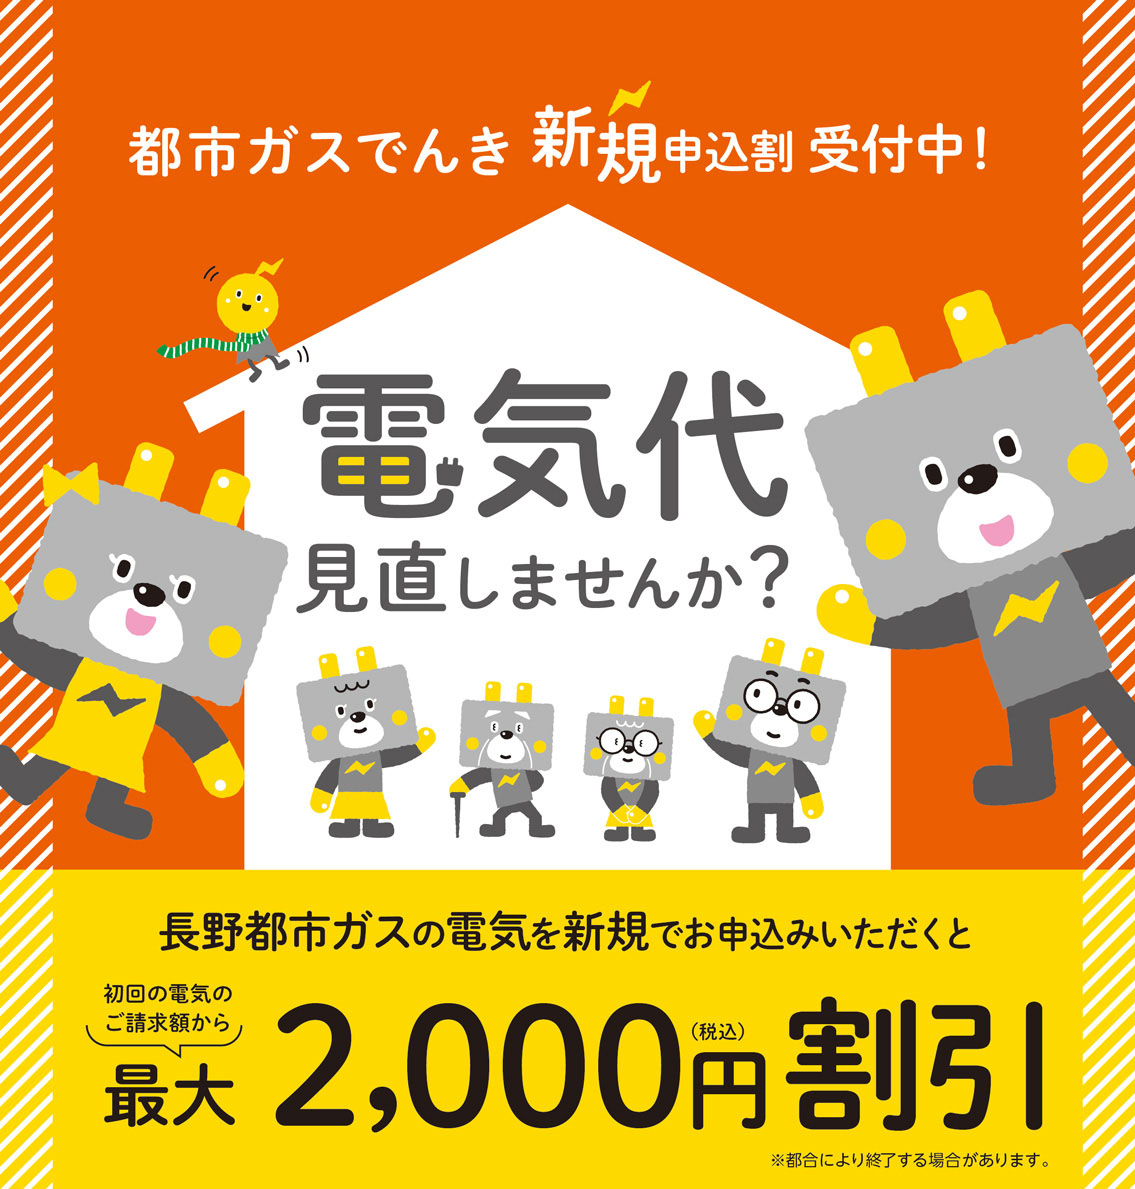 都市ガスでんき 新規申込割 受付中!
電気代
見直しませんか?
長野都市ガスの電気を新規でお申込みいただくと
初回の電気の
ご請求額から
最大 2,000円(税込)割引
※都合により終了する場合があります。